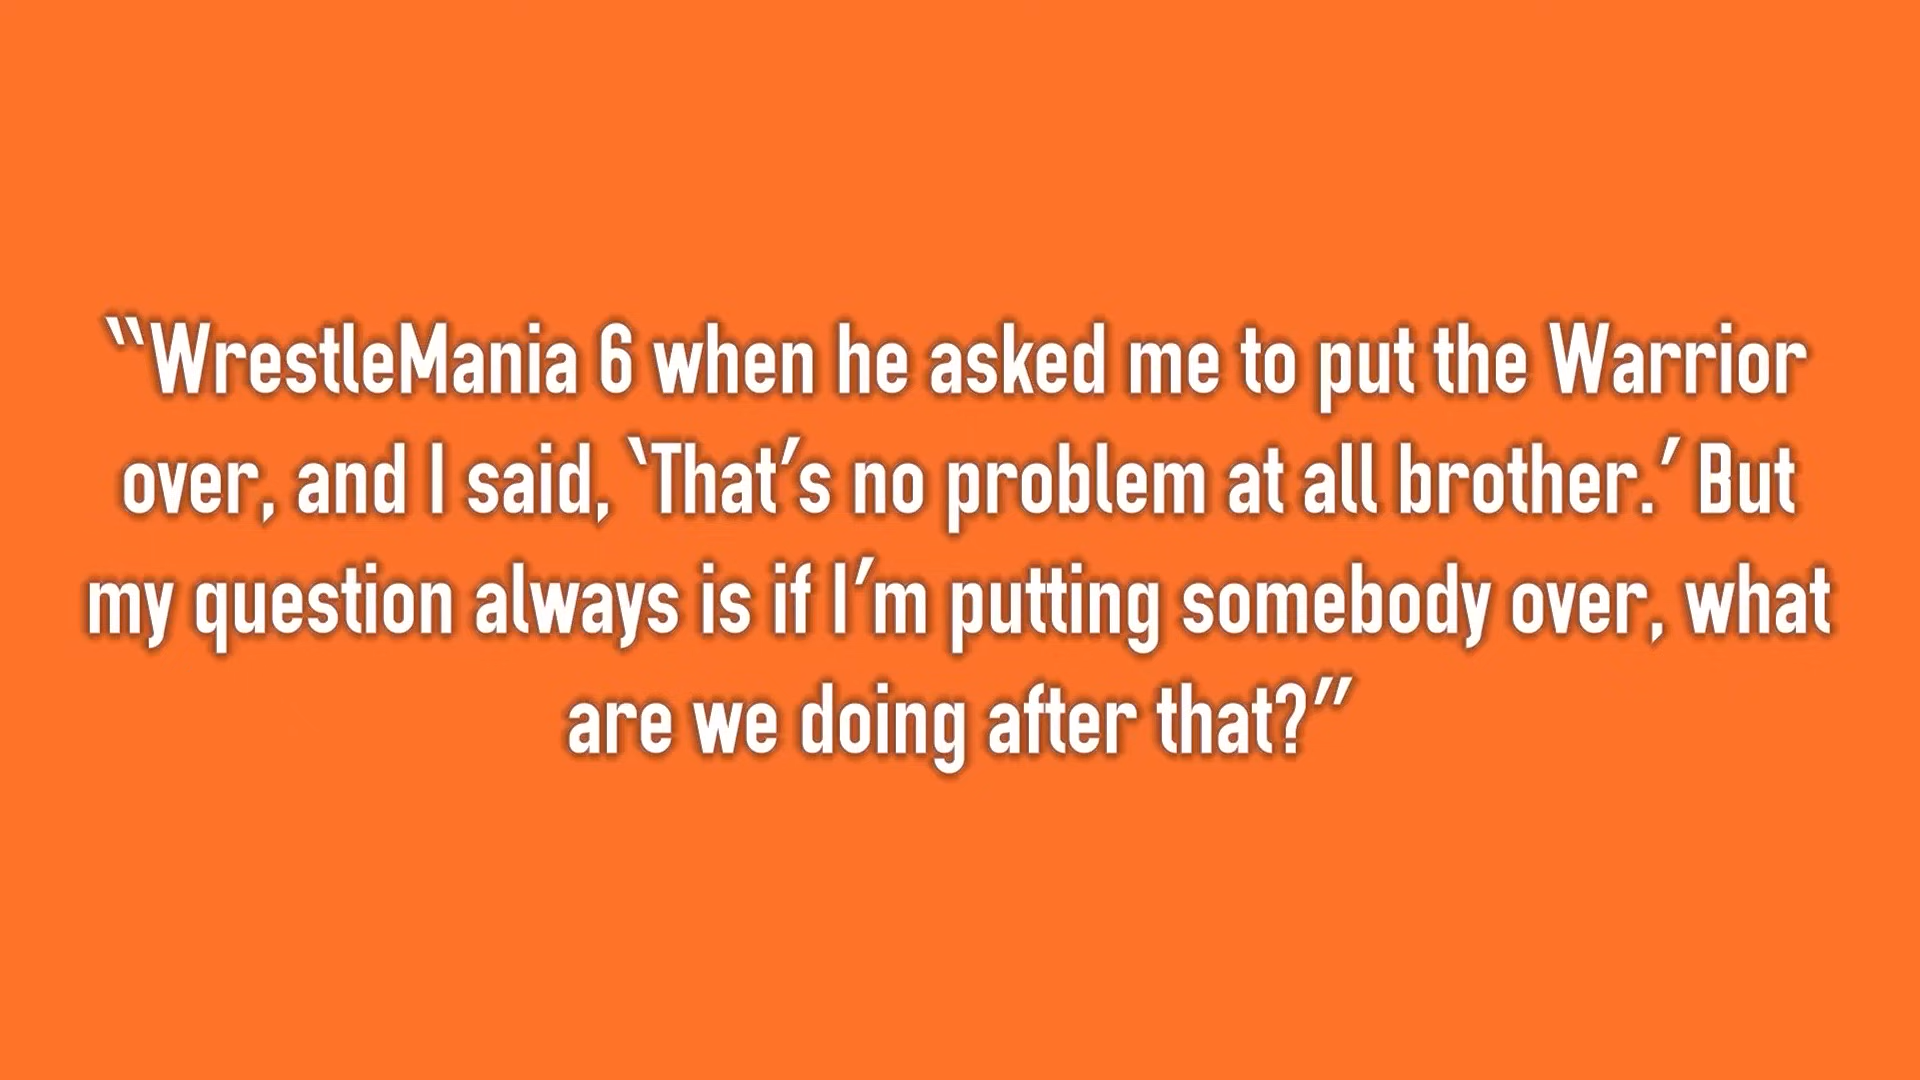 “WrestleMania 6 when he asked me to put the Warrior
over, and I said, ‘That’s no problem at all brother.’ But
my question always is if I’m putting somebody over, what
are we doing after that?”